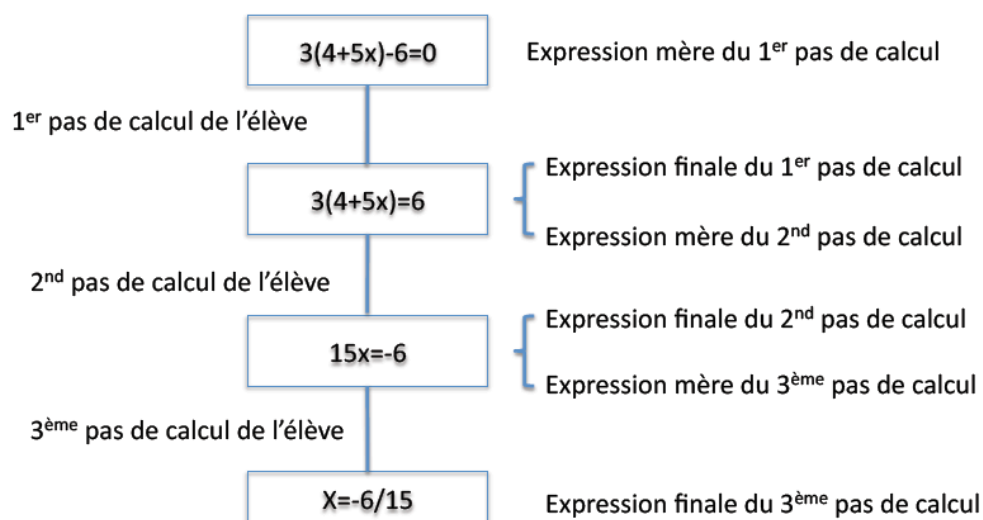 3(4+5x)-6=0
Expression mère du 1er pas de calcul
1er pas de calcul de l'élève
Expression finale du 1er pas de calcul
3(4+5x)=6
Expression mère du 2nd pas de calcul
2nd pas de calcul de l'élève
Expression finale du 2nd pas de calcul
15x=-6
Expression mère du 3ème pas de calcul
3ème pas de calcul de l'élève
X=-6/15
Expression finale du 3ème pas de calcul